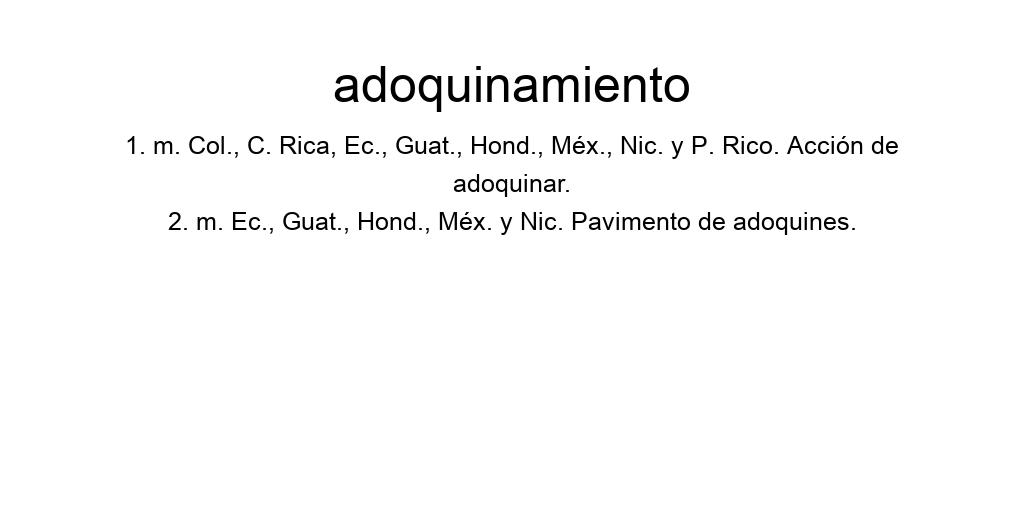 adoquinamiento
1. m. Col., C. Rica, Ec., Guat., Hond., Méx., Nic. y P. Rico. Acción de
adoquinar.
2. m. Ec., Guat., Hond., Méx. y Nic. Pavimento de adoquines.